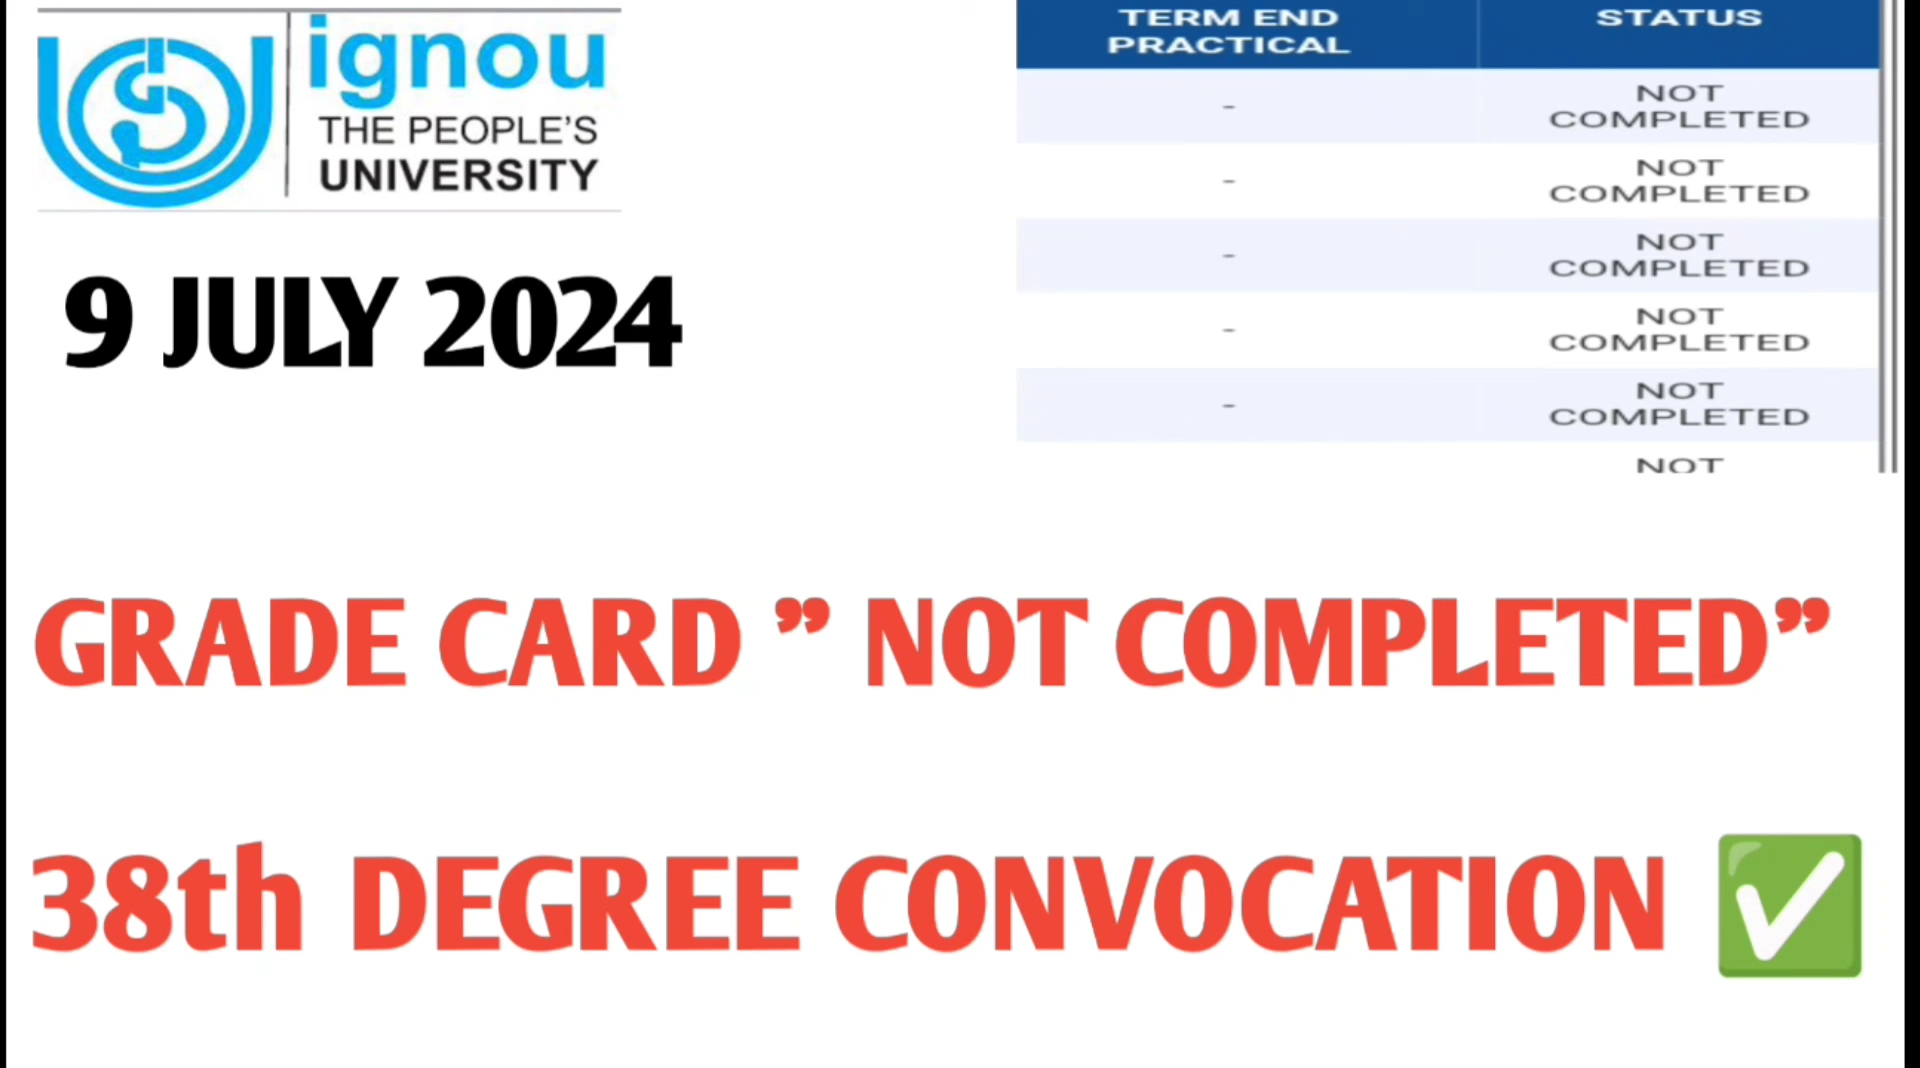 ignou
THE PEOPLE'S
UNIVERSITY
9 JULY 2024
TERM END
PRACTICAL
STATUS
-
NOT
COMPLETED
-
NOT
COMPLETED
-
NOT
COMPLETED
-
NOT
COMPLETED
-
NOT
COMPLETED
NOT
GRADE CARD ” NOT COMPLETED”
38th DEGREE CONVOCATION ✅